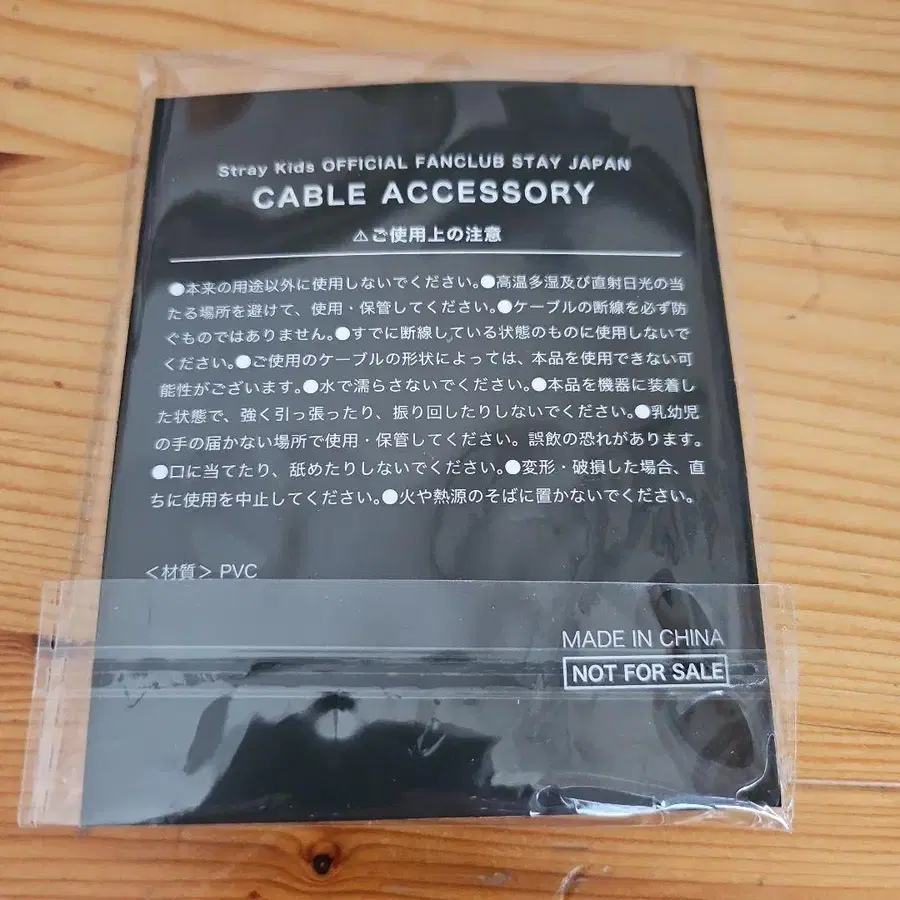 Stray Kids OFFICIAL FANCLUB STAY JAPAN
CABLE ACCESSORY
⚠ご使用上の注意
●本来の用途以外に使用しないでください。●高温多湿及び直射日光の当
たる場所を避けて、使用・保管してください。●ケーブルの断線を必ず防
ぐものではありません。●すでに断線している状態のものに使用しないで
ください。●ご使用のケーブルの形状によっては、本品を使用できない可
能性がございます。●水で濡らさないでください。●本品を機器に装着し
た状態で、強く引っ張ったり、振り回したりしないでください。●乳幼児
の手の届かない場所で使用・保管してください。誤飲の恐れがあります。
●口に当てたり、舐めたりしないでください。●変形・破損した場合、直
ちに使用を中止してください。●火や熱源のそばに置かないでください。
＜材質＞ PVC
MADE IN CHINA
NOT FOR SALE